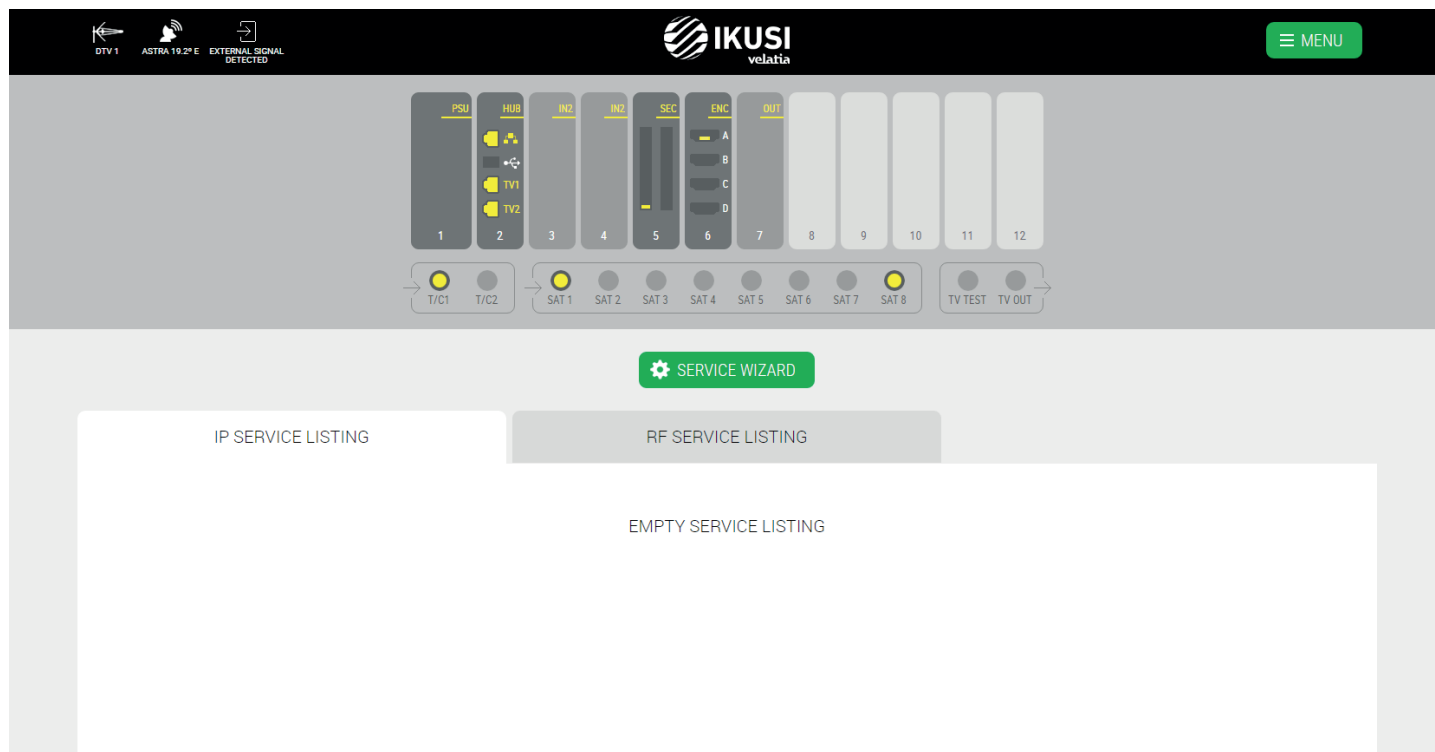 DTV 1
ASTRA 19.2º E
EXTERNAL SIGNAL
DETECTED
IKUSI
velatia
MENU
PSU HUB IN2 IN2 SEC ENC OUT
A
B
TV1 C
TV2 D
1 2 3 4 5 6 7 8 9 10 11 12
T/C1 T/C2 SAT 1 SAT 2 SAT 3 SAT 4 SAT 5 SAT 6 SAT 7 SAT 8 TV TEST TV OUT
SERVICE WIZARD
IP SERVICE LISTING RF SERVICE LISTING
EMPTY SERVICE LISTING